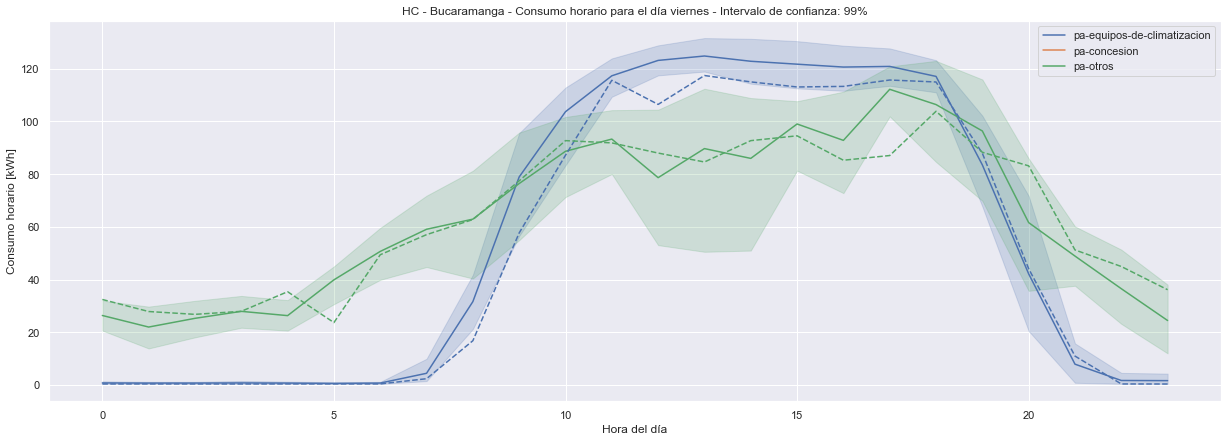 HC - Bucaramanga - Consumo horario para el día viernes - Intervalo de confianza: 99%
pa-equipos-de-climatizacion
pa-concesion
pa-otros
Consumo horario [kWh]
120
100
80
60
40
20
0
0 5 10 15 20
Hora del día